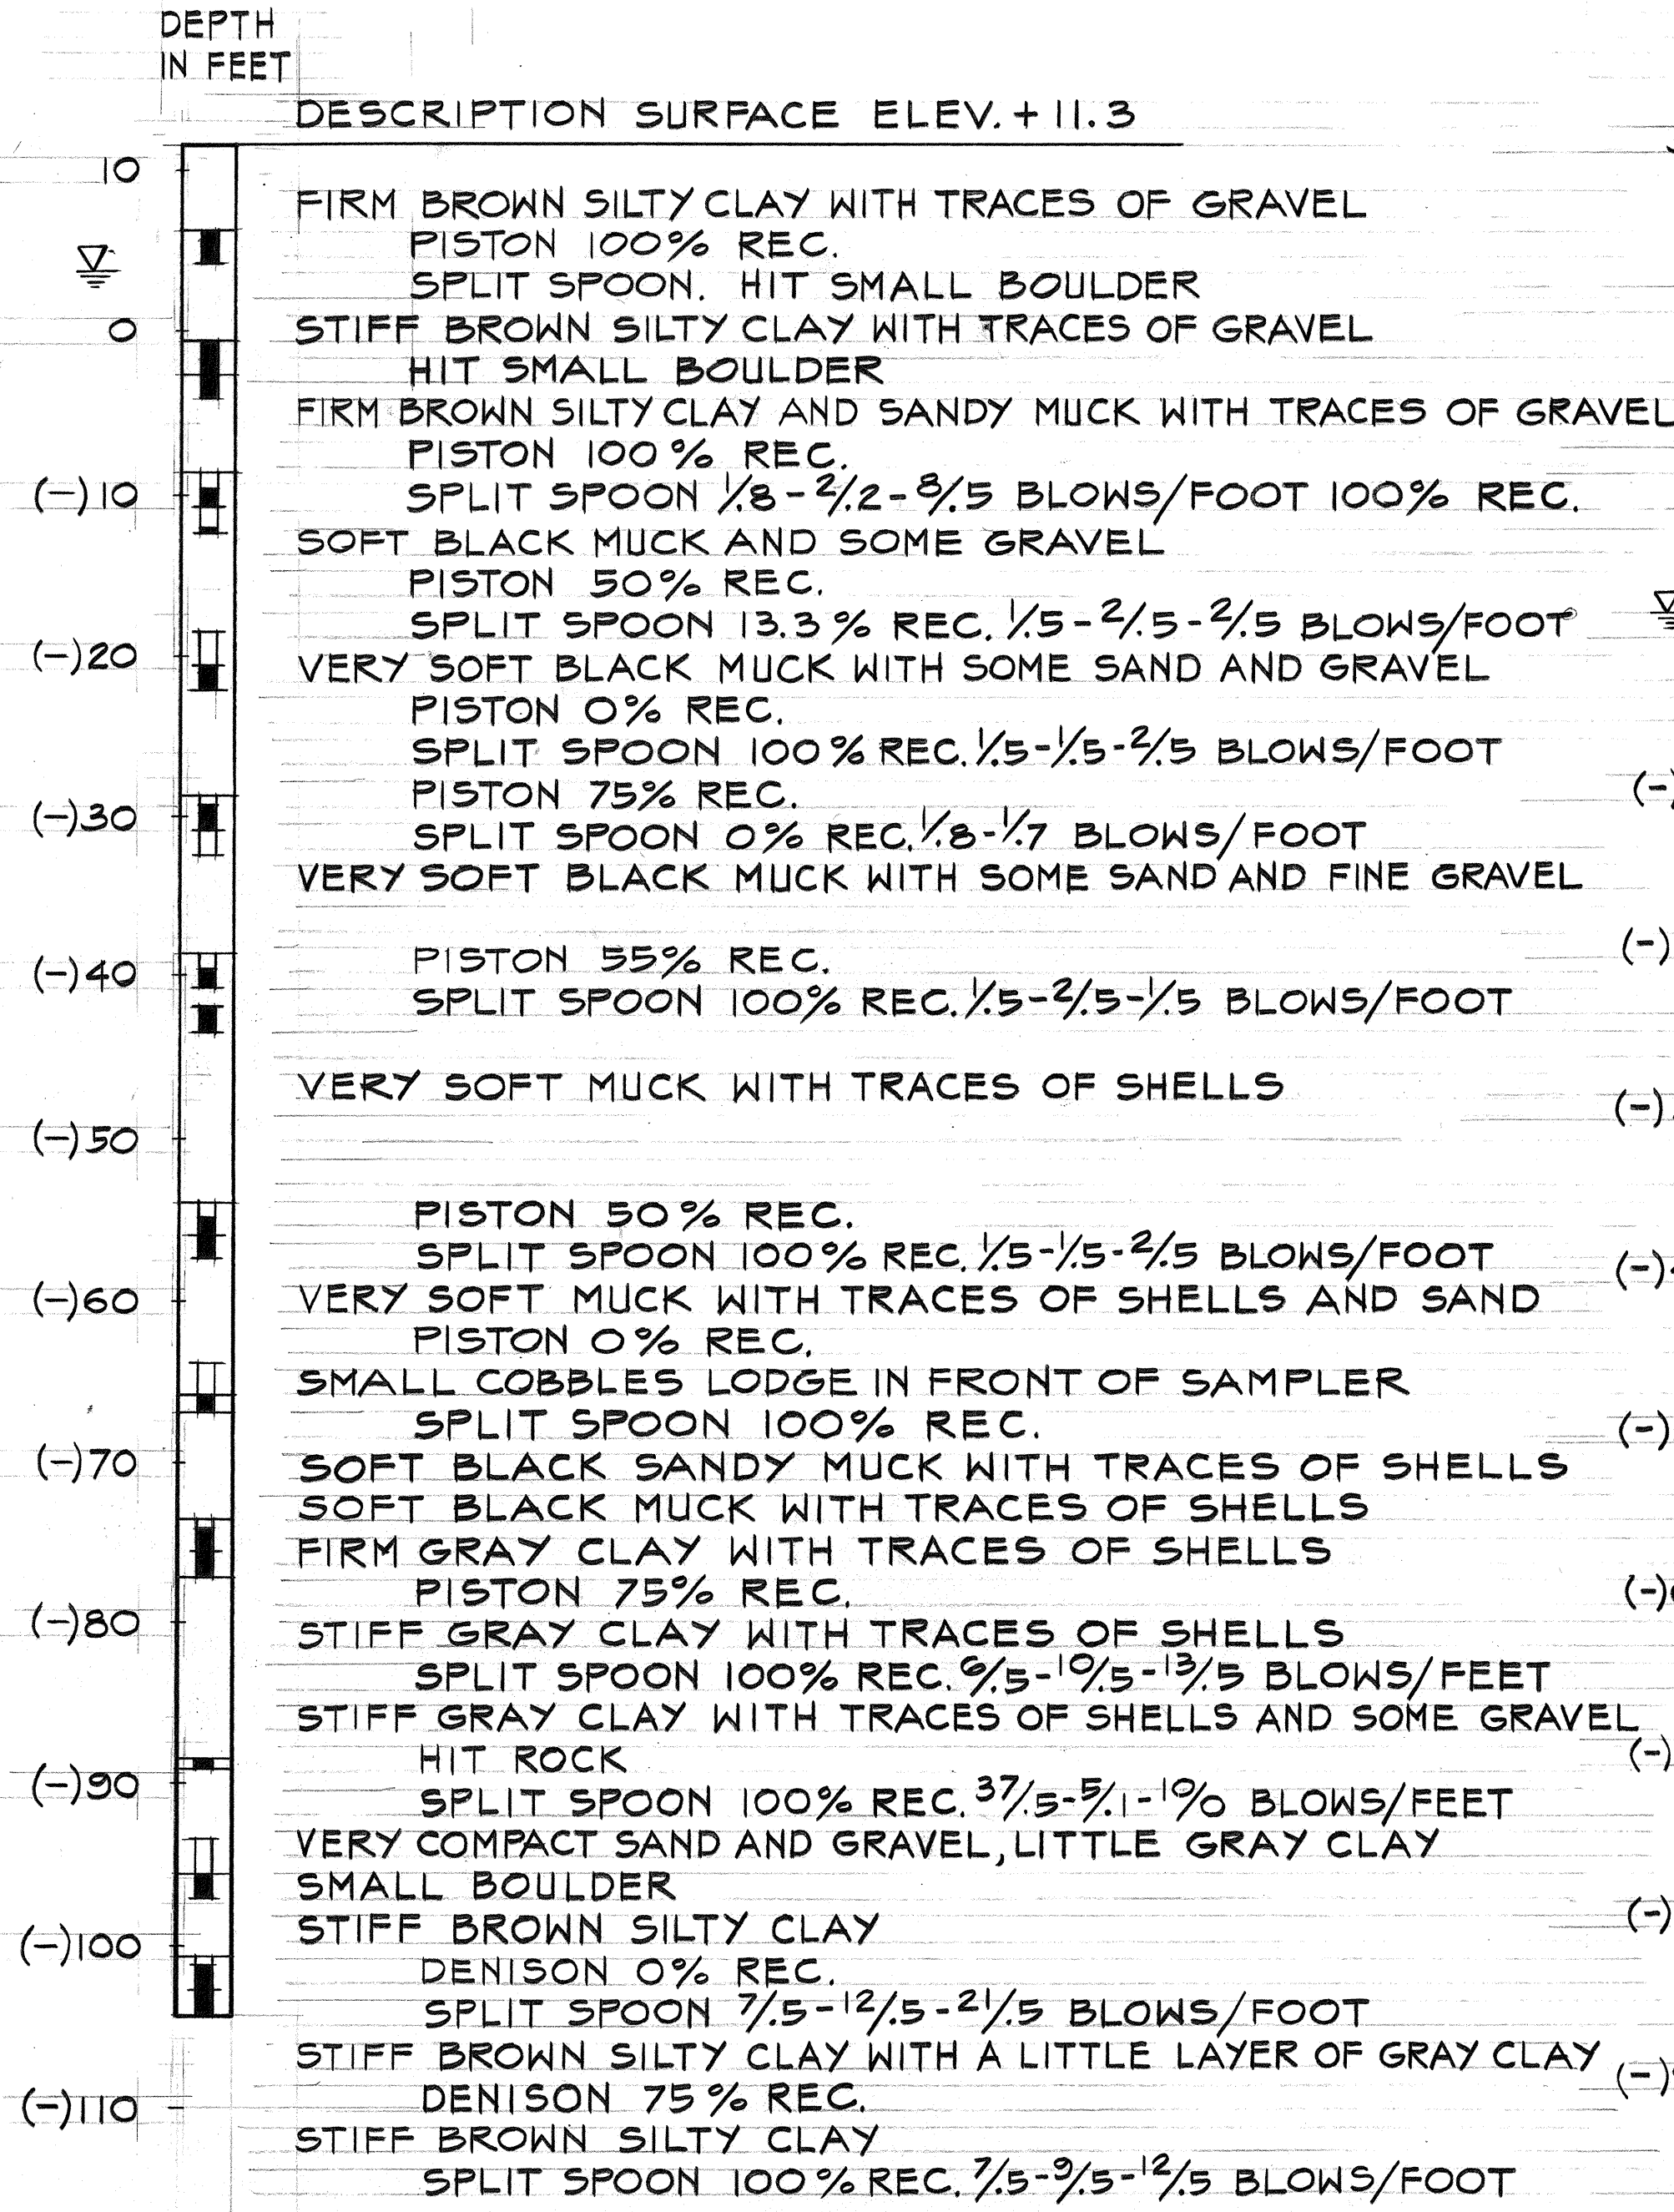 DEPTH
IN FEET
DESCRIPTION SURFACE ELEV. + 11.3
10
FIRM BROWN SILTY CLAY WITH TRACES OF GRAVEL
PISTON 100% REC.
SPLIT SPOON. HIT SMALL BOULDER
0
STIFF BROWN SILTY CLAY WITH TRACES OF GRAVEL
HIT SMALL BOULDER
FIRM BROWN SILTY CLAY AND SANDY MUCK WITH TRACES OF GRAVEL
PISTON 100% REC.
(-)10
SPLIT SPOON 1/.8-2/.2-8/.5 BLOWS/FOOT 100% REC.
SOFT BLACK MUCK AND SOME GRAVEL
PISTON 50% REC.
SPLIT SPOON 13.3% REC. 1/.5-2/.5-2/.5 BLOWS/FOOT
(-)20
VERY SOFT BLACK MUCK WITH SOME SAND AND GRAVEL
PISTON 0% REC.
SPLIT SPOON 100% REC. 1/.5-1/.5-2/.5 BLOWS/FOOT
PISTON 75% REC.
(-)30
SPLIT SPOON 0% REC. 1/.8-1/.7 BLOWS/FOOT
VERY SOFT BLACK MUCK WITH SOME SAND AND FINE GRAVEL
PISTON 55% REC.
(-)40
SPLIT SPOON 100% REC. 1/.5-2/.5-1/.5 BLOWS/FOOT
VERY SOFT MUCK WITH TRACES OF SHELLS
(-)50
PISTON 50% REC.
SPLIT SPOON 100% REC. 1/.5-1/.5-2/.5 BLOWS/FOOT
(-)60
VERY SOFT MUCK WITH TRACES OF SHELLS AND SAND
PISTON 0% REC.
SMALL COBBLES LODGE IN FRONT OF SAMPLER
SPLIT SPOON 100% REC.
(-)70
SOFT BLACK SANDY MUCK WITH TRACES OF SHELLS
SOFT BLACK MUCK WITH TRACES OF SHELLS
FIRM GRAY CLAY WITH TRACES OF SHELLS
PISTON 75% REC.
(-)80
STIFF GRAY CLAY WITH TRACES OF SHELLS
SPLIT SPOON 100% REC. 6/.5-10/.5-13/.5 BLOWS/FEET
STIFF GRAY CLAY WITH TRACES OF SHELLS AND SOME GRAVEL
HIT ROCK
(-)90
SPLIT SPOON 100% REC. 37/.5-5/.1-10/0 BLOWS/FEET
VERY COMPACT SAND AND GRAVEL, LITTLE GRAY CLAY
SMALL BOULDER
STIFF BROWN SILTY CLAY
(-)100
DENISON 0% REC.
SPLIT SPOON 7/.5-12/.5-21/.5 BLOWS/FOOT
STIFF BROWN SILTY CLAY WITH A LITTLE LAYER OF GRAY CLAY
DENISON 75% REC.
(-)110
STIFF BROWN SILTY CLAY
SPLIT SPOON 100% REC. 7/.5-9/.5-12/.5 BLOWS/FOOT
(-)
(-)
(-)
(-)
(-)
(-)
(-)
(-)
(-)